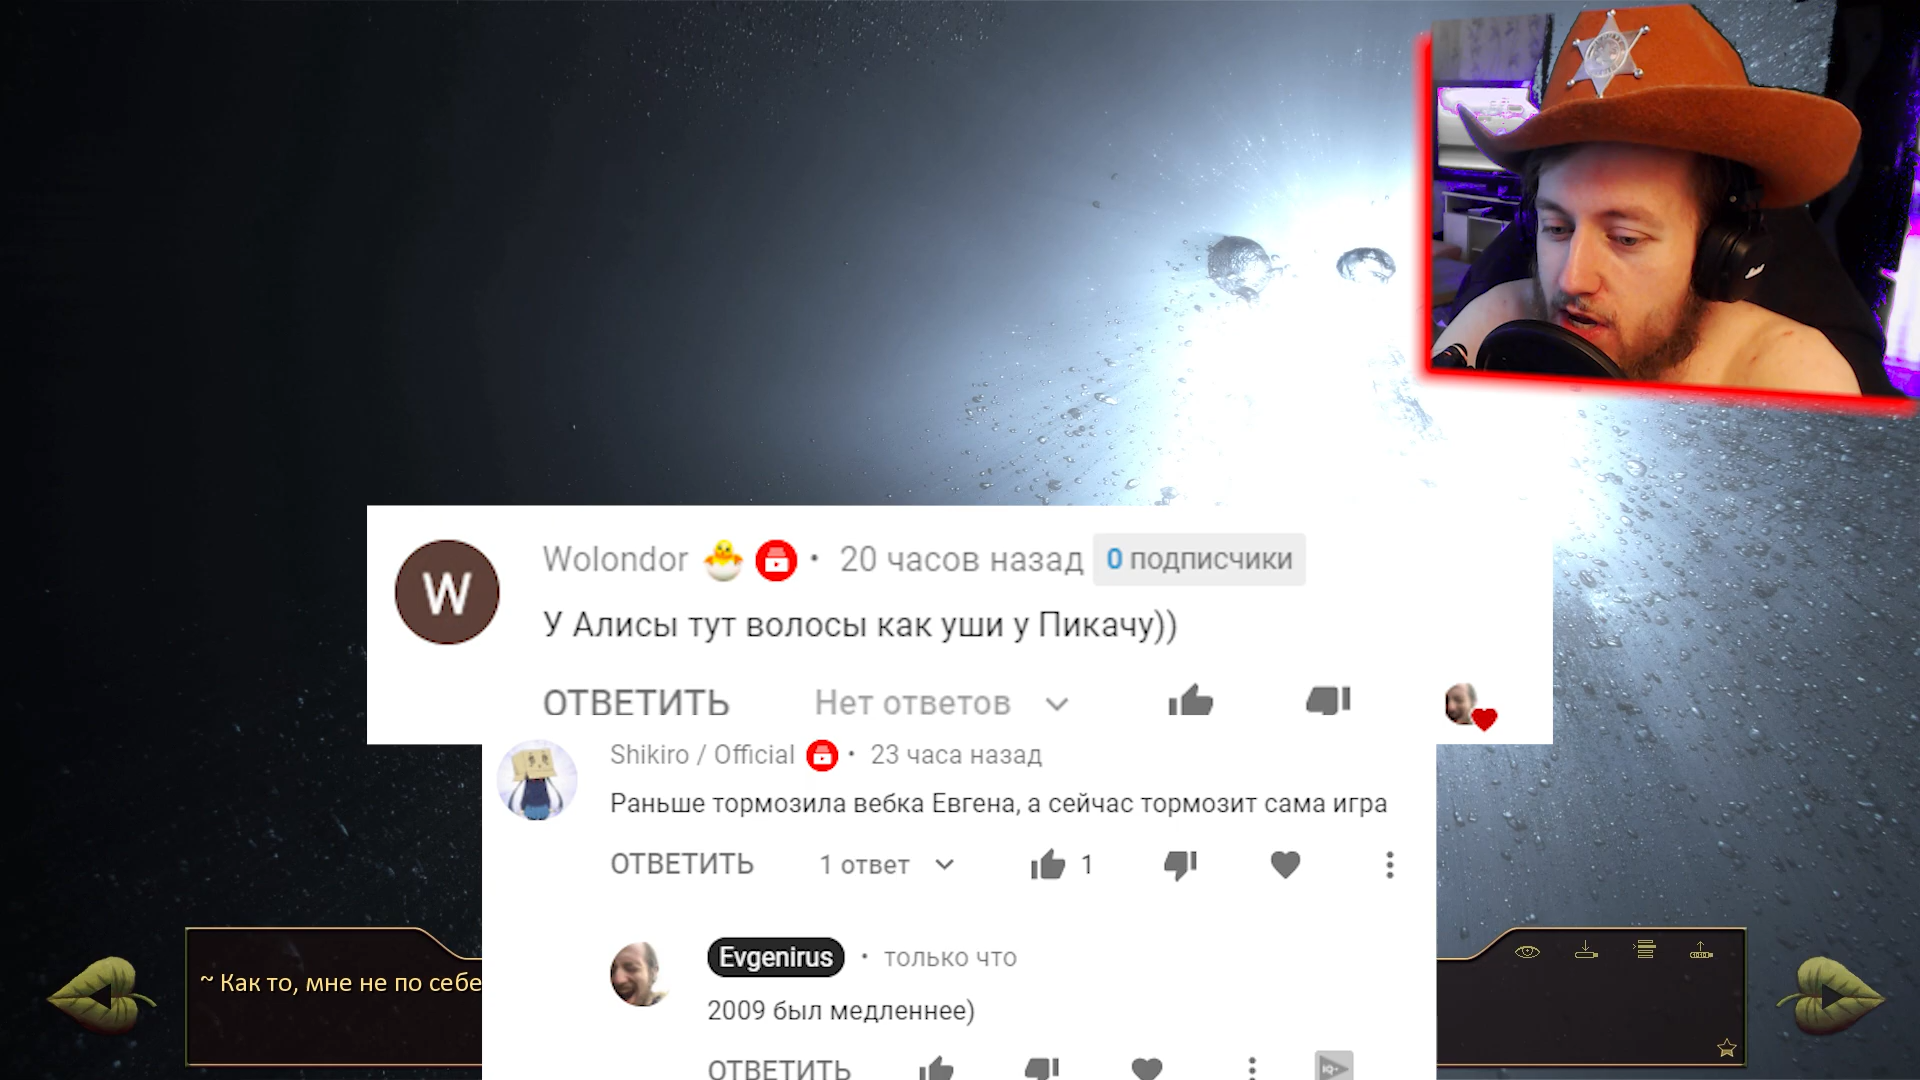 W
Wolondor • 20 часов назад 0 подписчики
У Алисы тут волосы как уши у Пикачу))
ОТВЕТИТЬ Нет ответов
Shikiro / Official • 23 часа назад
Раньше тормозила вебка Евгена, а сейчас тормозит сама игра
ОТВЕТИТЬ 1 ответ 1
Evgenirus • только что
~ Как то, мне не по себе
2009 был медленнее)
ОТВЕТИТЬ IQ+